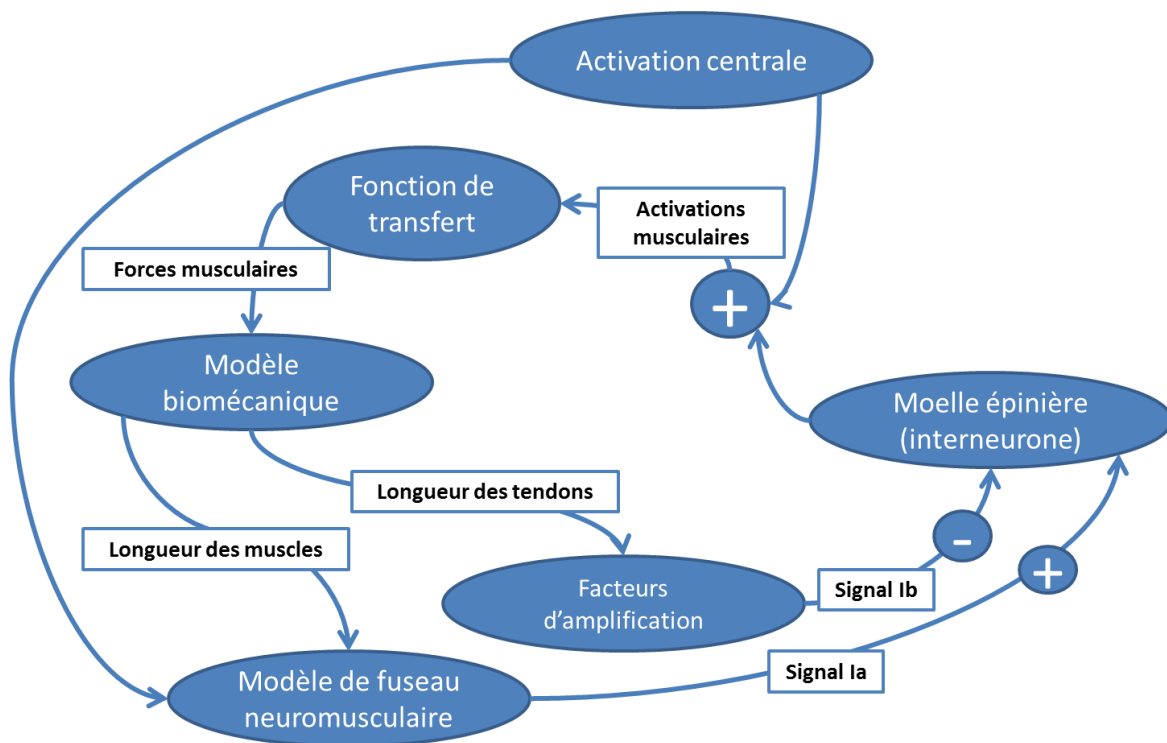 Activation centrale
Fonction de
transfert
Activations
musculaires
Forces musculaires
+
Modèle
biomécanique
Moelle épinière
(interneurone)
Longueur des tendons
Longueur des muscles
-
+
Facteurs
d'amplification
Signal Ib
Signal Ia
Modèle de fuseau
neuromusculaire